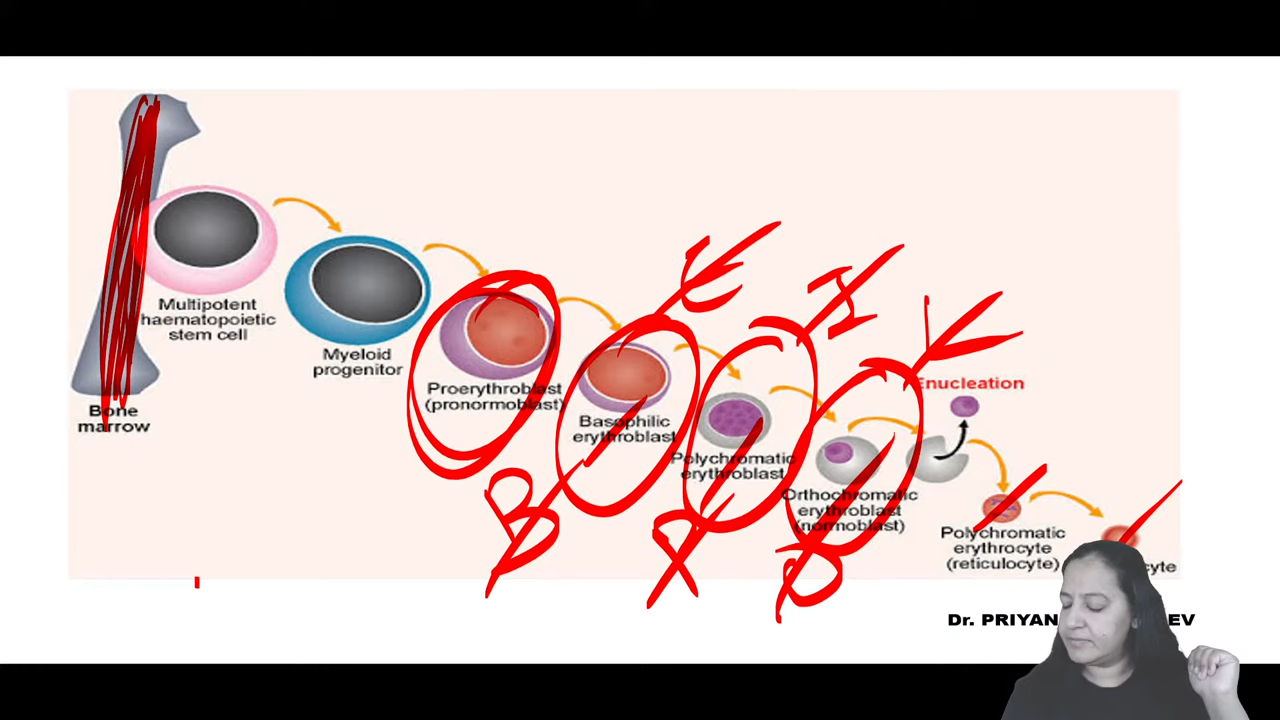 Multipotent
haematopoietic
stem cell
Myeloid
progenitor
Proerythroblast
(pronormoblast)
Basophilic
erythroblast
Polychromatic
erythroblast
Orthochromatic
erythroblast
(normoblast)
Enucleation
Polychromatic
erythrocyte
(reticulocyte)
Bone
marrow
E
I
L
B
P
O
Dr. PRIYAN
EV